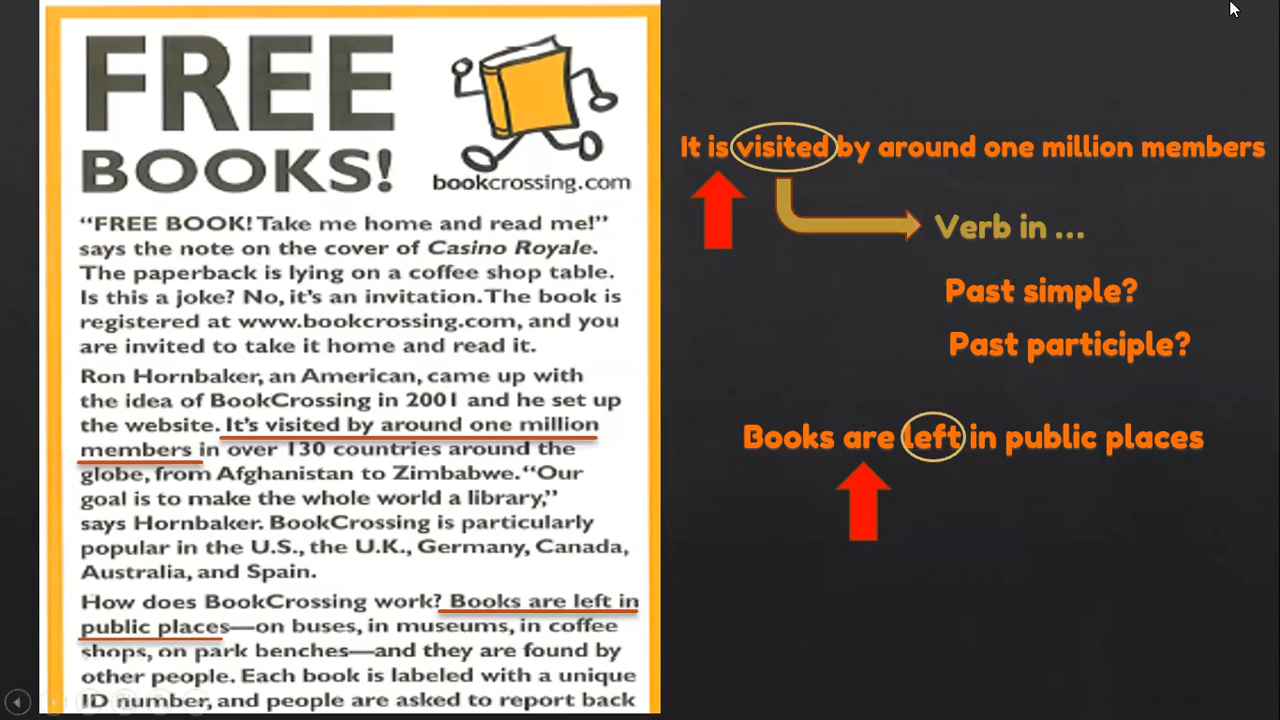 FREE
BOOKS!
bookcrossing.com
“FREE BOOK! Take me home and read me!”
says the note on the cover of Casino Royale.
The paperback is lying on a coffee shop table.
Is this a joke? No, it’s an invitation. The book is
registered at www.bookcrossing.com, and you
are invited to take it home and read it.
Ron Hornbaker, an American, came up with
the idea of BookCrossing in 2001 and he set up
the website. It’s visited by around one million
members in over 130 countries around the
globe, from Afghanistan to Zimbabwe. “Our
goal is to make the whole world a library,”
says Hornbaker. BookCrossing is particularly
popular in the U.S., the U.K., Germany, Canada,
Australia, and Spain.
How does BookCrossing work? Books are left in
public places—on buses, in museums, in coffee
shops, on park benches—and they are found by
other people. Each book is labeled with a unique
ID number, and people are asked to report back
It is visited by around one million members
Verb in ...
Past simple?
Past participle?
Books are left in public places